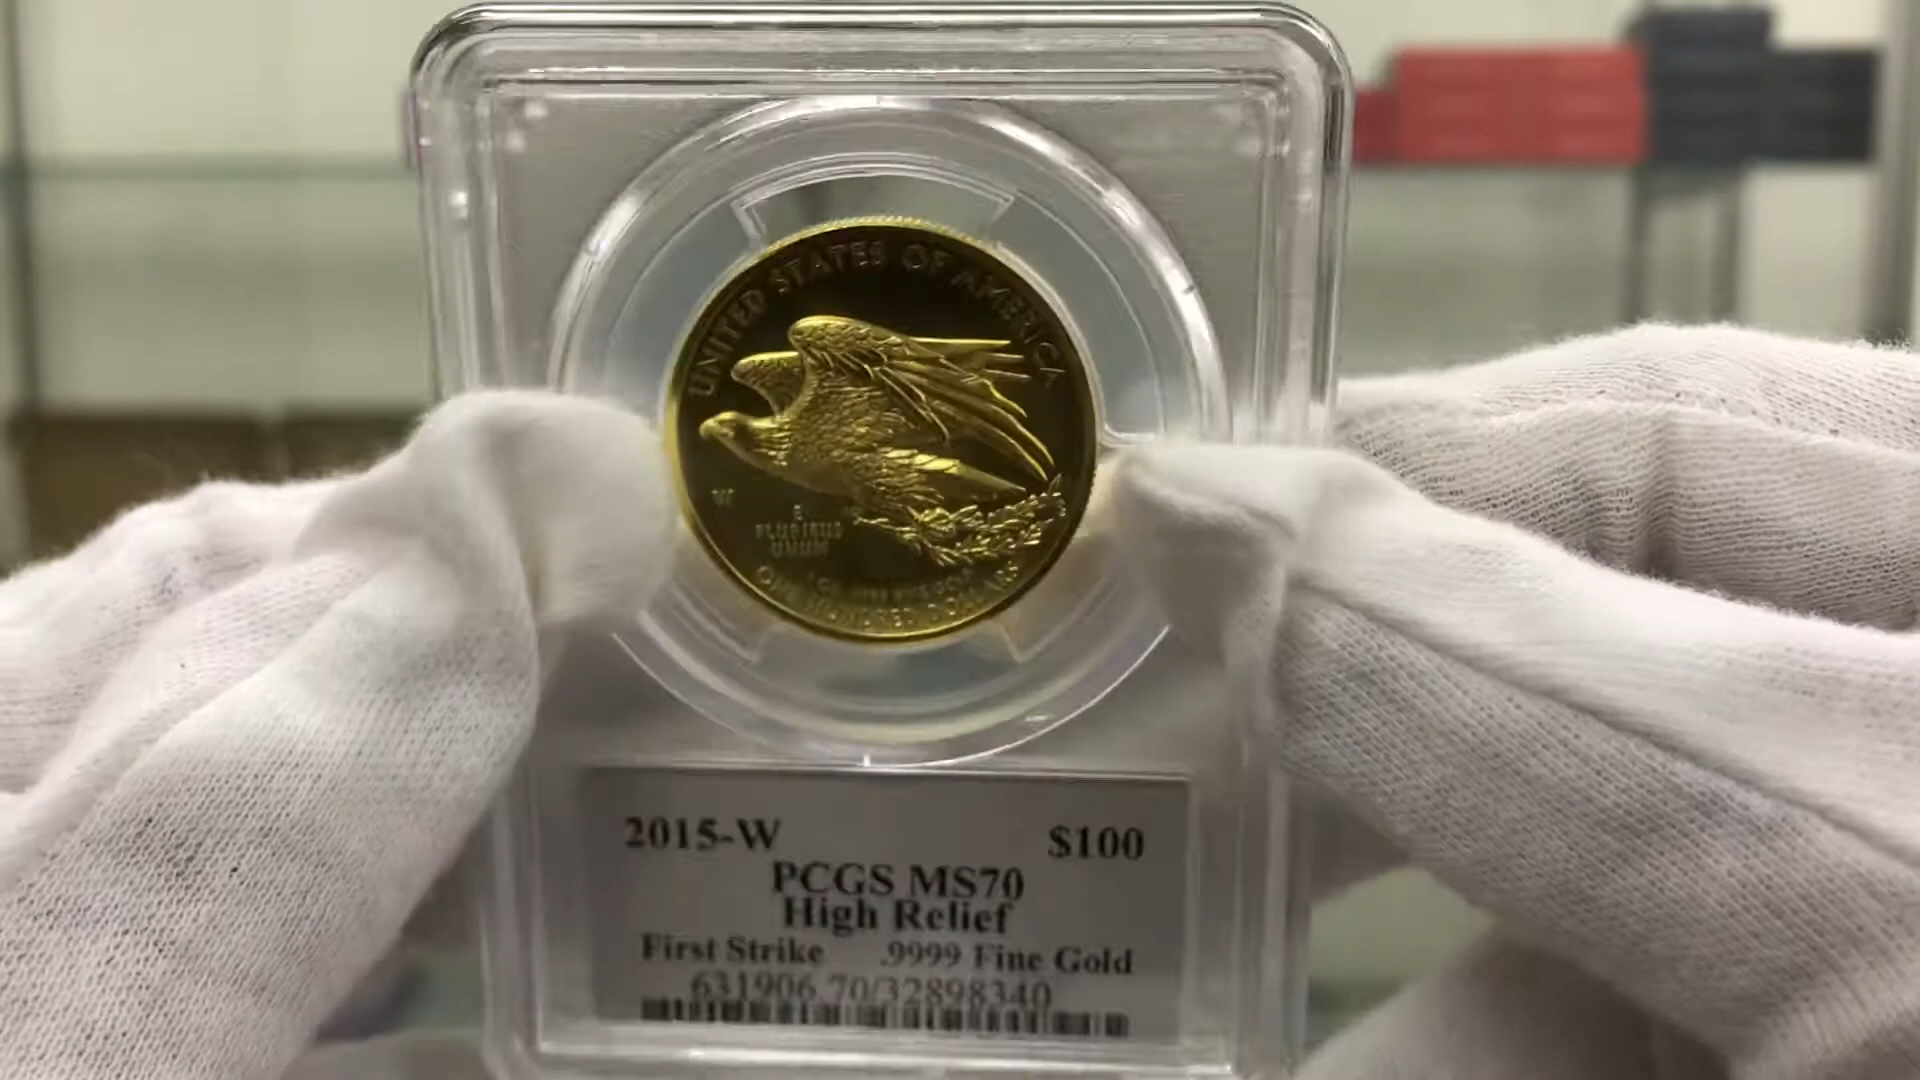 UNITED STATES OF AMERICA
W
E
PLURIBUS
UNUM
ONE HUNDRED DOLLARS
2015-W $100
PCGS MS70
High Relief
First Strike .9999 Fine Gold
631906.70/32898340